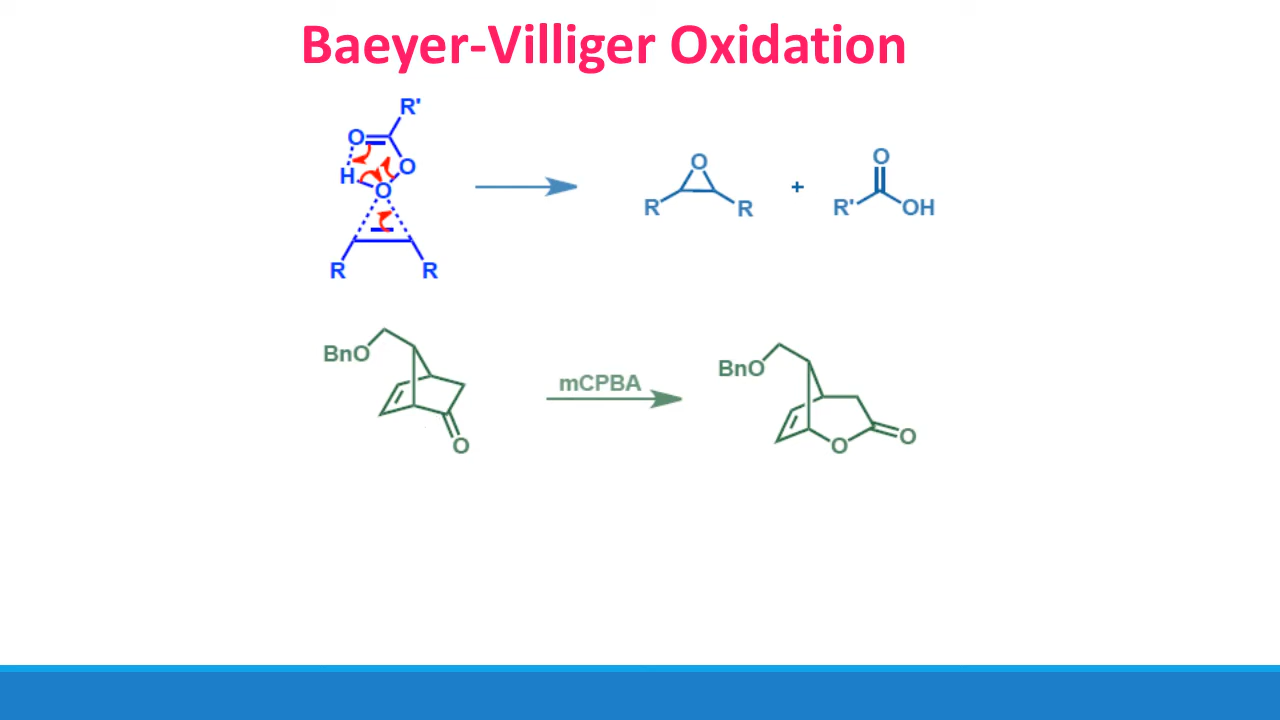 Baeyer-Villiger Oxidation
R'
O
O
H
O
R R
O
R R
+
O
R' OH
BnO
O
mCPBA
BnO
O
O